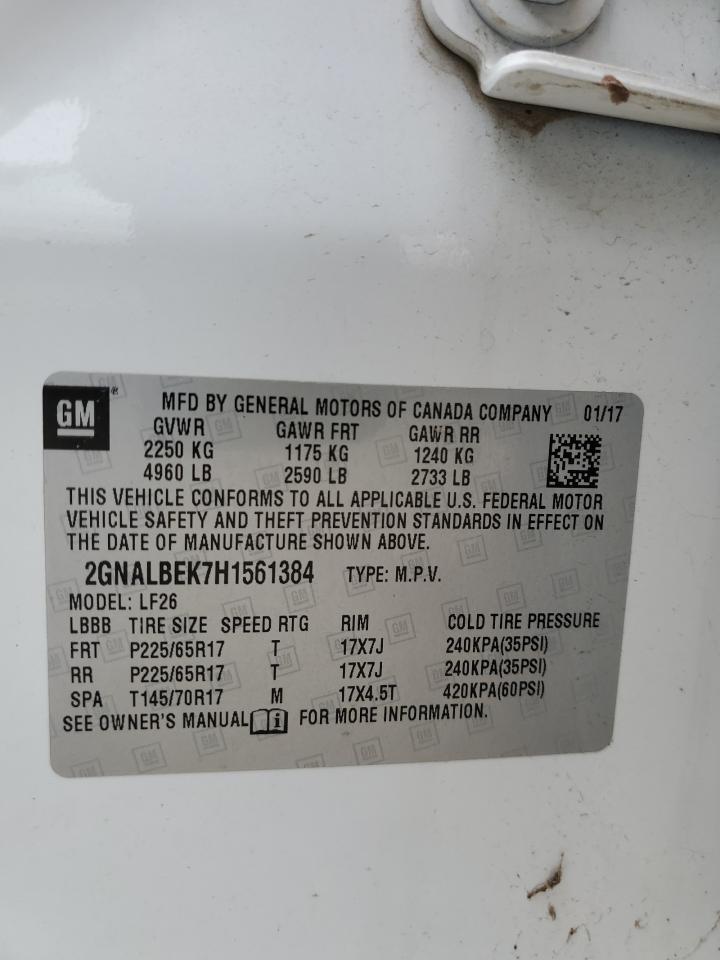 GM ® MFD BY GENERAL MOTORS OF CANADA COMPANY 01/17
GVWR GAWR FRT GAWR RR
2250 KG 1175 KG 1240 KG
4960 LB 2590 LB 2733 LB
THIS VEHICLE CONFORMS TO ALL APPLICABLE U.S. FEDERAL MOTOR
VEHICLE SAFETY AND THEFT PREVENTION STANDARDS IN EFFECT ON
THE DATE OF MANUFACTURE SHOWN ABOVE.
2GNALBEK7H1561384 TYPE: M.P.V.
MODEL: LF26
LBBB TIRE SIZE SPEED RTG RIM COLD TIRE PRESSURE
FRT P225/65R17 T 17X7J 240KPA(35PSI)
RR P225/65R17 T 17X7J 240KPA(35PSI)
SPA T145/70R17 M 17X4.5T 420KPA(60PSI)
SEE OWNER'S MANUAL i FOR MORE INFORMATION.